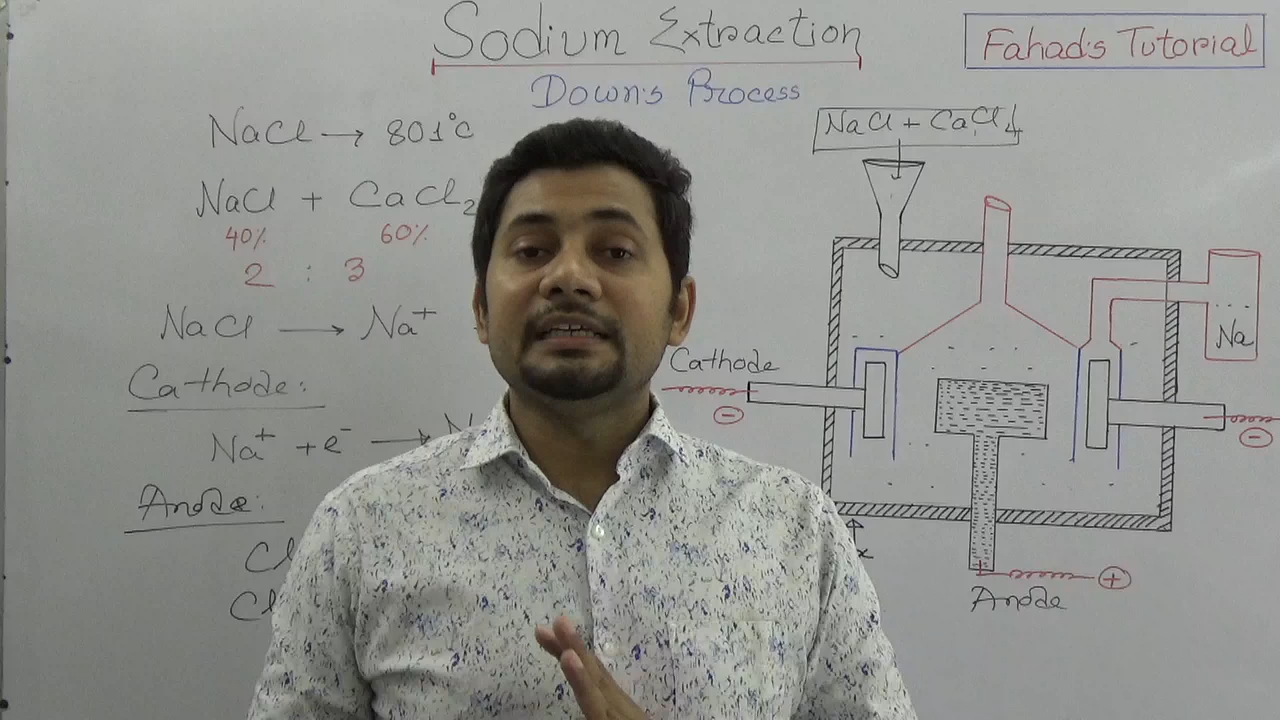 Sodium Extraction
Fahad's Tutorial
Down's Process
NaCl → 801°C
NaCl + CaCl₂
40% 60%
2 : 3
NaCl → Na⁺
Cathode:
Na⁺ + e⁻ →
Anode:
NaCl + CaCl
Na
Cathode
⊖
⊖
⊕
Anode